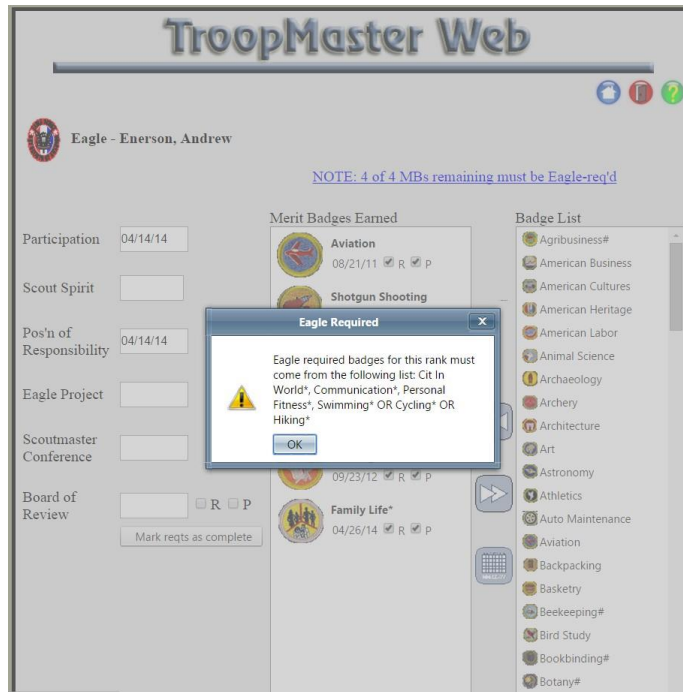 TroopMaster Web
?
Eagle - Enerson, Andrew
NOTE: 4 of 4 MBs remaining must be Eagle-req'd
Participation
04/14/14
Scout Spirit
Pos'n of
Responsibility
04/14/14
Eagle Project
Scoutmaster
Conference
Board of
Review
R P
Mark reqts as complete
Merit Badges Earned
Aviation
08/21/11 R P
Shotgun Shooting
Eagle Required X
Eagle required badges for this rank must
come from the following list: Cit In
World*, Communication*, Personal
Fitness*, Swimming* OR Cycling* OR
Hiking*
OK
09/23/12 R P
Family Life*
04/26/14 R P
Badge List
Agribusiness#
American Business
American Cultures
American Heritage
American Labor
Animal Science
Archaeology
Archery
Architecture
Art
Astronomy
Athletics
Auto Maintenance
Aviation
Backpacking
Basketry
Beekeeping#
Bird Study
Bookbinding#
Botany#